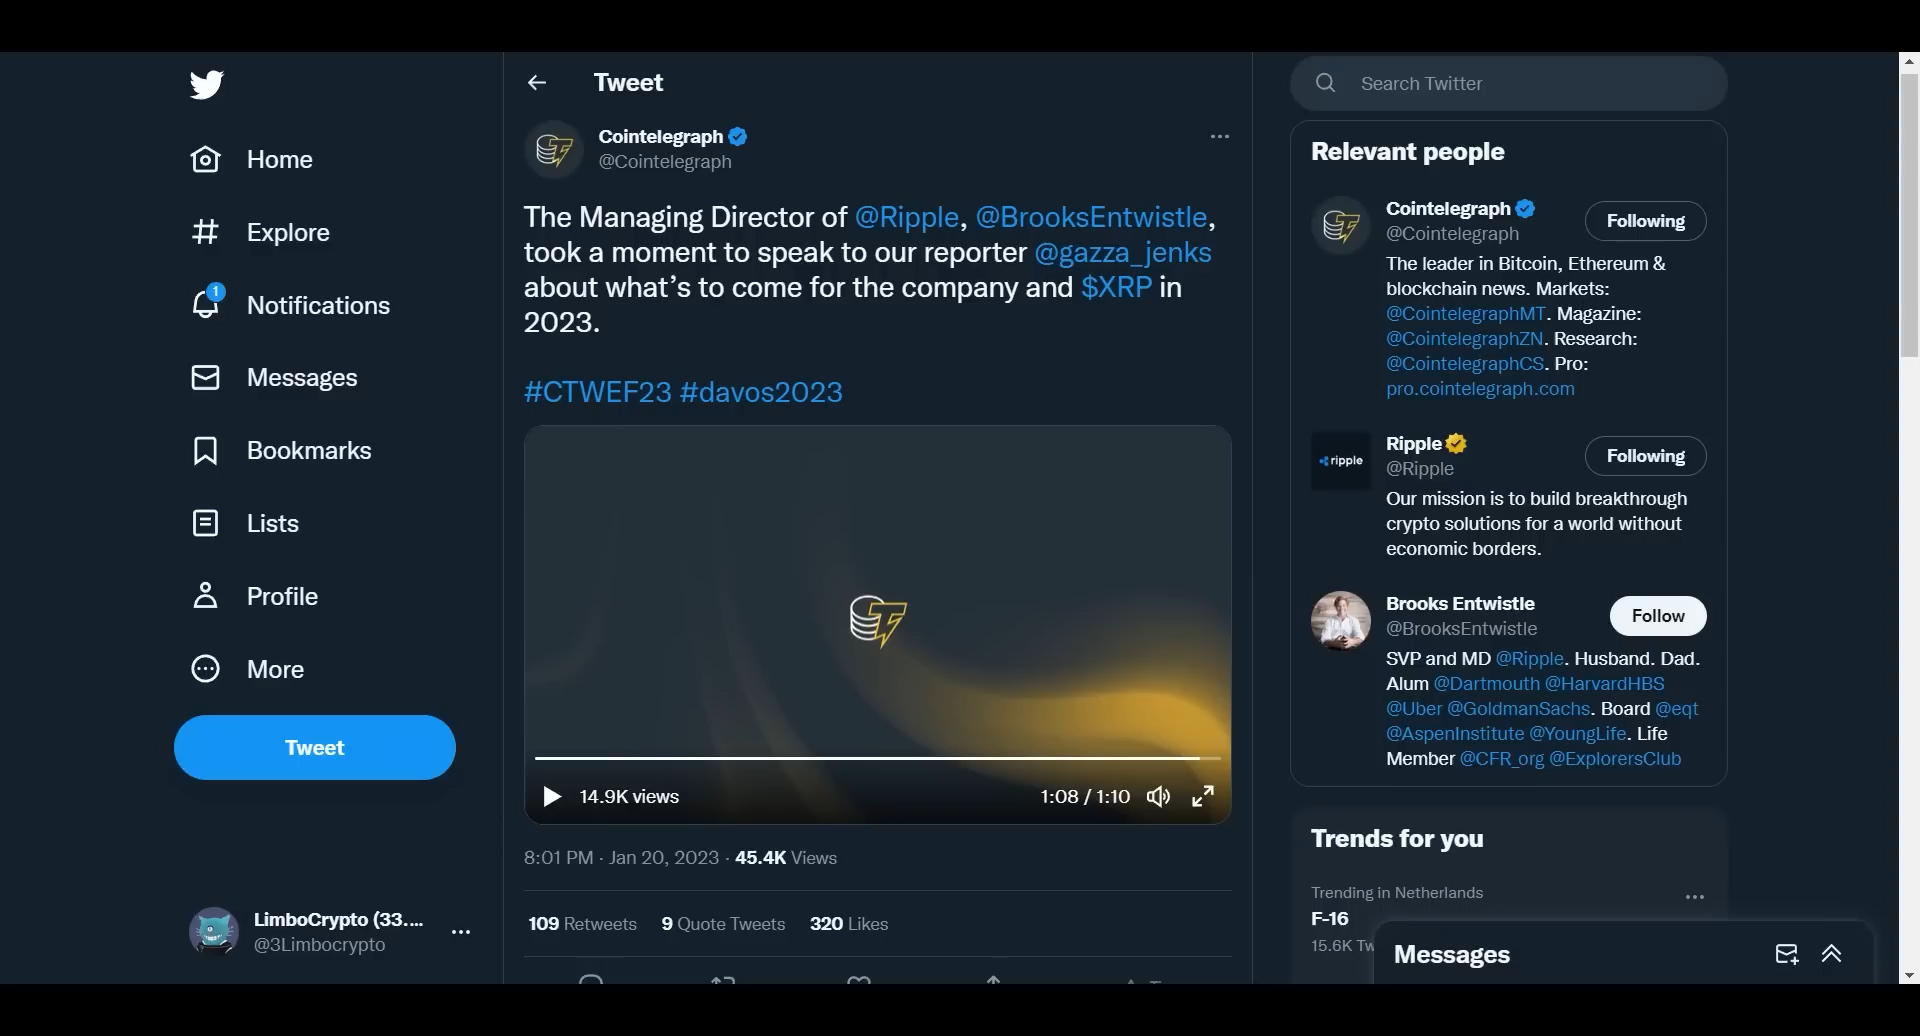 Home
Explore
1
Notifications
Messages
Bookmarks
Lists
Profile
More
Tweet
LimboCrypto (33....
@3Limbocrypto
Tweet
Cointelegraph
@Cointelegraph
The Managing Director of @Ripple, @BrooksEntwistle,
took a moment to speak to our reporter @gazza_jenks
about what’s to come for the company and $XRP in
2023.
#CTWEF23 #davos2023
14.9K views
1:08 / 1:10
8:01 PM · Jan 20, 2023 · 45.4K Views
109 Retweets 9 Quote Tweets 320 Likes
Search Twitter
Relevant people
Cointelegraph
@Cointelegraph
Following
The leader in Bitcoin, Ethereum &
blockchain news. Markets:
@CointelegraphMT. Magazine:
@CointelegraphZN. Research:
@CointelegraphCS. Pro:
pro.cointelegraph.com
ripple
Ripple
@Ripple
Following
Our mission is to build breakthrough
crypto solutions for a world without
economic borders.
Brooks Entwistle
@BrooksEntwistle
Follow
SVP and MD @Ripple. Husband. Dad.
Alum @Dartmouth @HarvardHBS
@Uber @GoldmanSachs. Board @eqt
@AspenInstitute @YoungLife. Life
Member @CFR_org @ExplorersClub
Trends for you
Trending in Netherlands
F-16
15.6K Tw
Messages